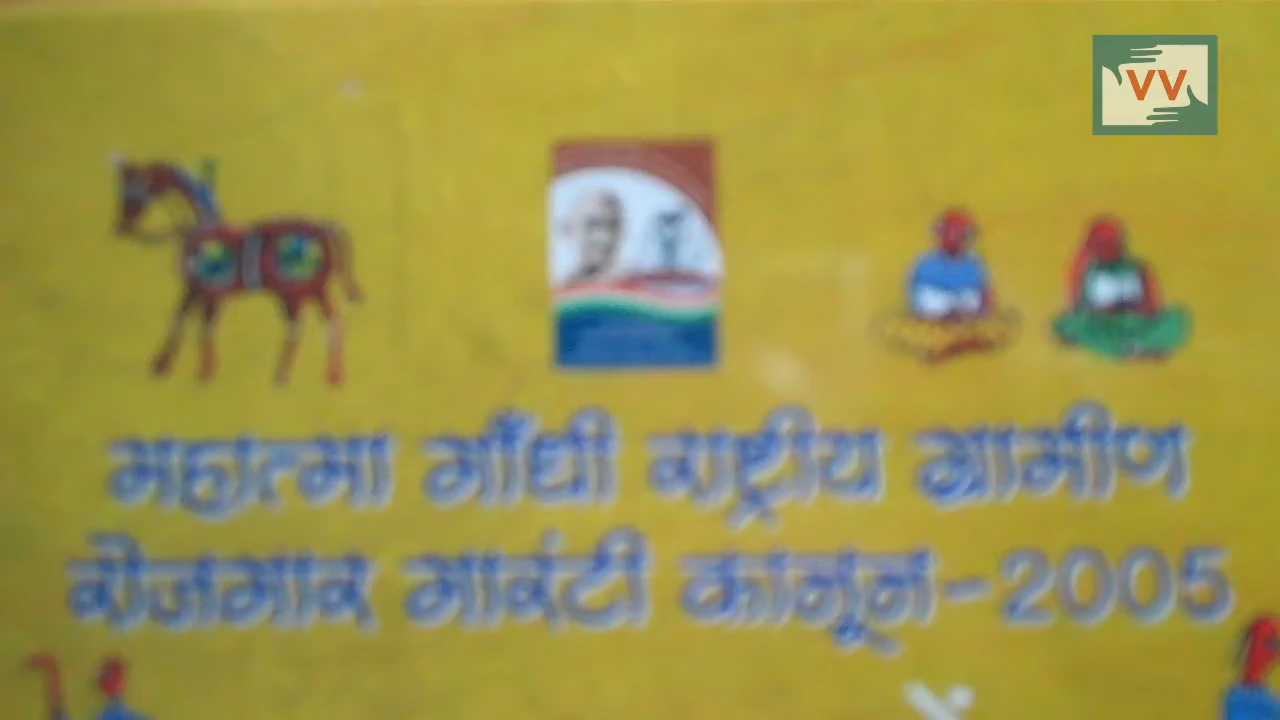 VV
महात्मा गाँधी राष्ट्रीय ग्रामीण
रोजगार गारंटी कानून-2005